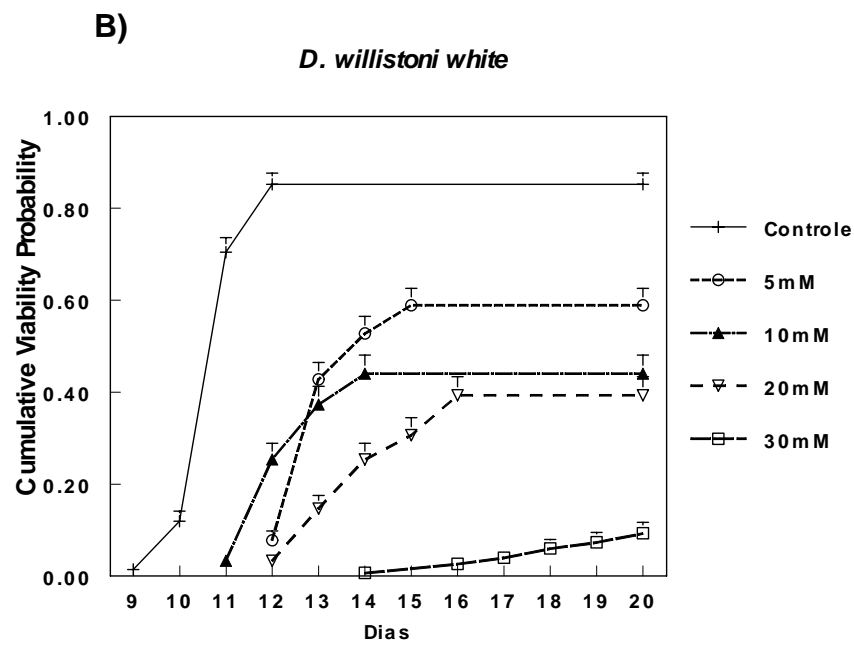 B)
D. willistoni white
Cumulative Viability Probability
1.00
0.80
0.60
0.40
0.20
0.00
9 10 11 12 13 14 15 16 17 18 19 20
Dias
Controle
5mM
10mM
20mM
30mM